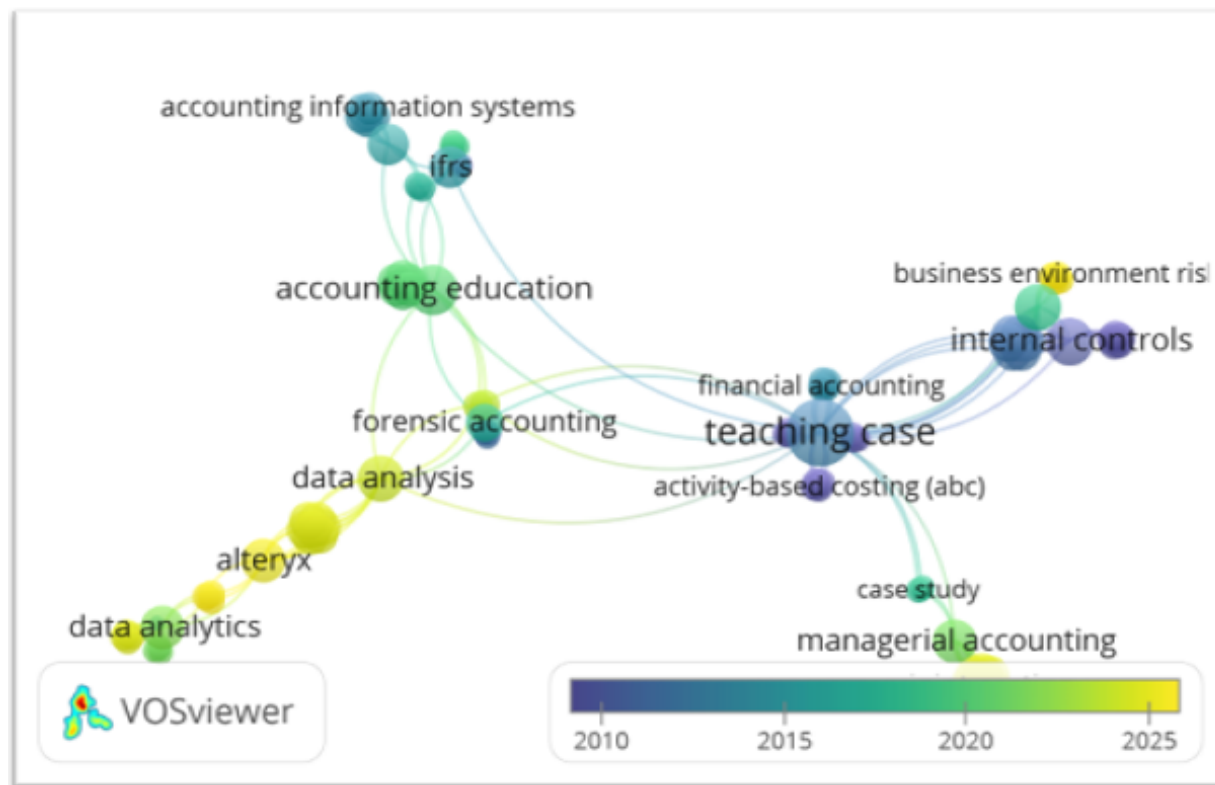 accounting information systems
ifrs
business environment ris
accounting education
internal controls
financial accounting
forensic accounting
teaching case
data analysis
activity-based costing (abc)
alteryx
case study
data analytics
managerial accounting
VOSviewer
2010 2015 2020 2025